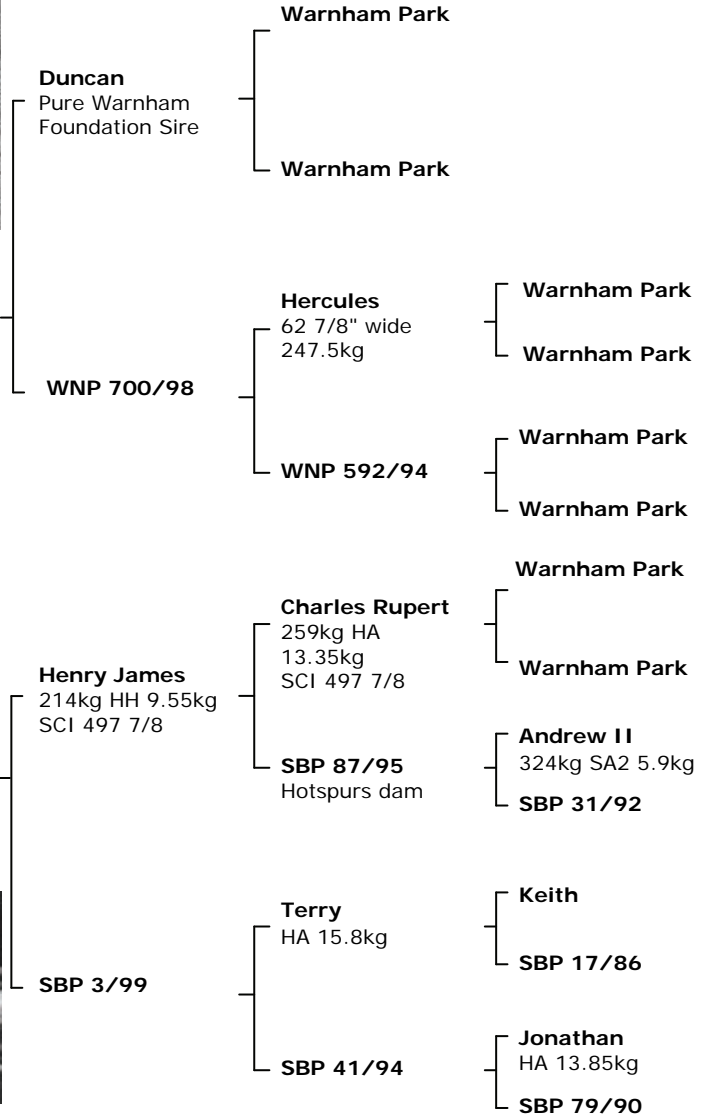 Warnham Park
Duncan
Pure Warnham
Foundation Sire
Warnham Park
Hercules
62 7/8" wide
247.5kg
Warnham Park
Warnham Park
WNP 700/98
WNP 592/94
Warnham Park
Warnham Park
Charles Rupert
259kg HA
13.35kg
SCI 497 7/8
Warnham Park
Warnham Park
Henry James
214kg HH 9.55kg
SCI 497 7/8
SBP 87/95
Hotspurs dam
Andrew II
324kg SA2 5.9kg
SBP 31/92
Terry
HA 15.8kg
Keith
SBP 17/86
SBP 3/99
SBP 41/94
Jonathan
HA 13.85kg
SBP 79/90